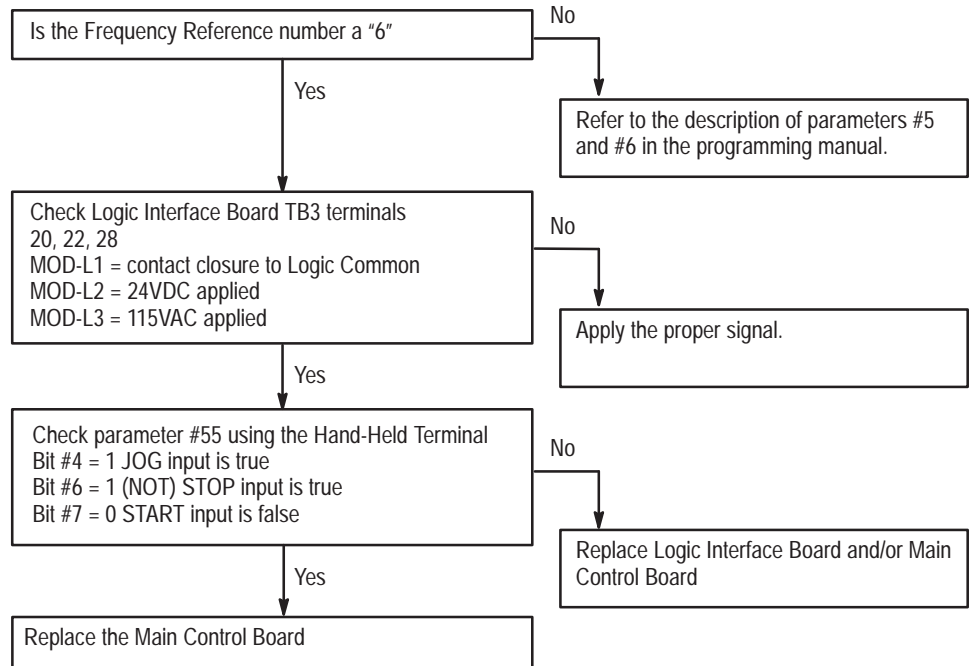 Is the Frequency Reference number a “6”
No
Yes
Refer to the description of parameters #5
and #6 in the programming manual.
Check Logic Interface Board TB3 terminals
20, 22, 28
MOD-L1 = contact closure to Logic Common
MOD-L2 = 24VDC applied
MOD-L3 = 115VAC applied
No
Apply the proper signal.
Yes
Check parameter #55 using the Hand-Held Terminal
Bit #4 = 1 JOG input is true
Bit #6 = 1 (NOT) STOP input is true
Bit #7 = 0 START input is false
No
Replace Logic Interface Board and/or Main
Control Board
Yes
Replace the Main Control Board